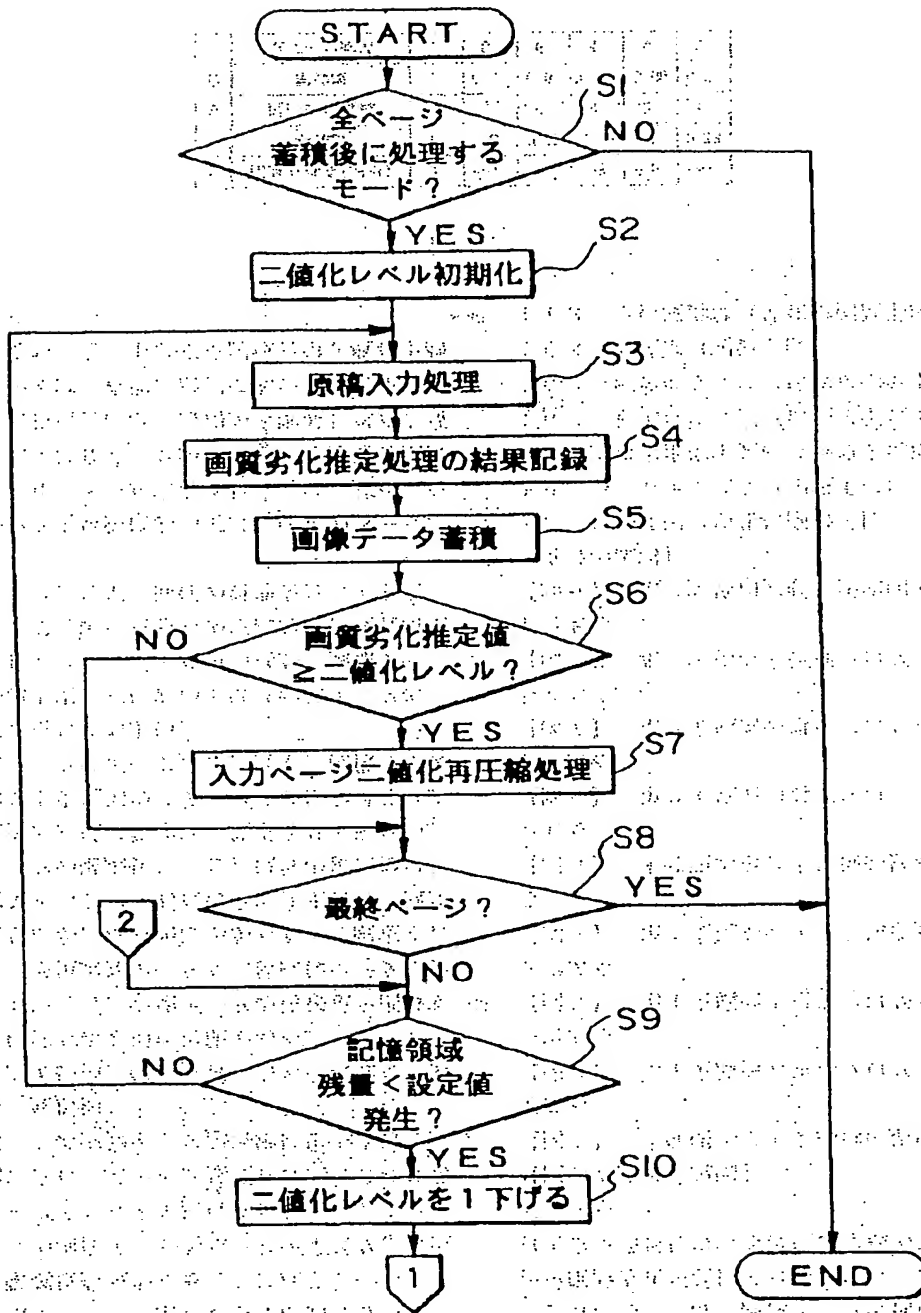 START
S1
全ページ
蓄積後に処理する
モード?
NO
YES
S2
二値化レベル初期化
S3
原稿入力処理
S4
画質劣化推定処理の結果記録
S5
画像データ蓄積
S6
画質劣化推定値
≧二値化レベル?
NO
YES
S7
入力ページ二値化再圧縮処理
S8
最終ページ?
YES
2
NO
S9
記憶領域
残量<設定値
発生?
NO
YES
S10
二値化レベルを1下げる
1
END